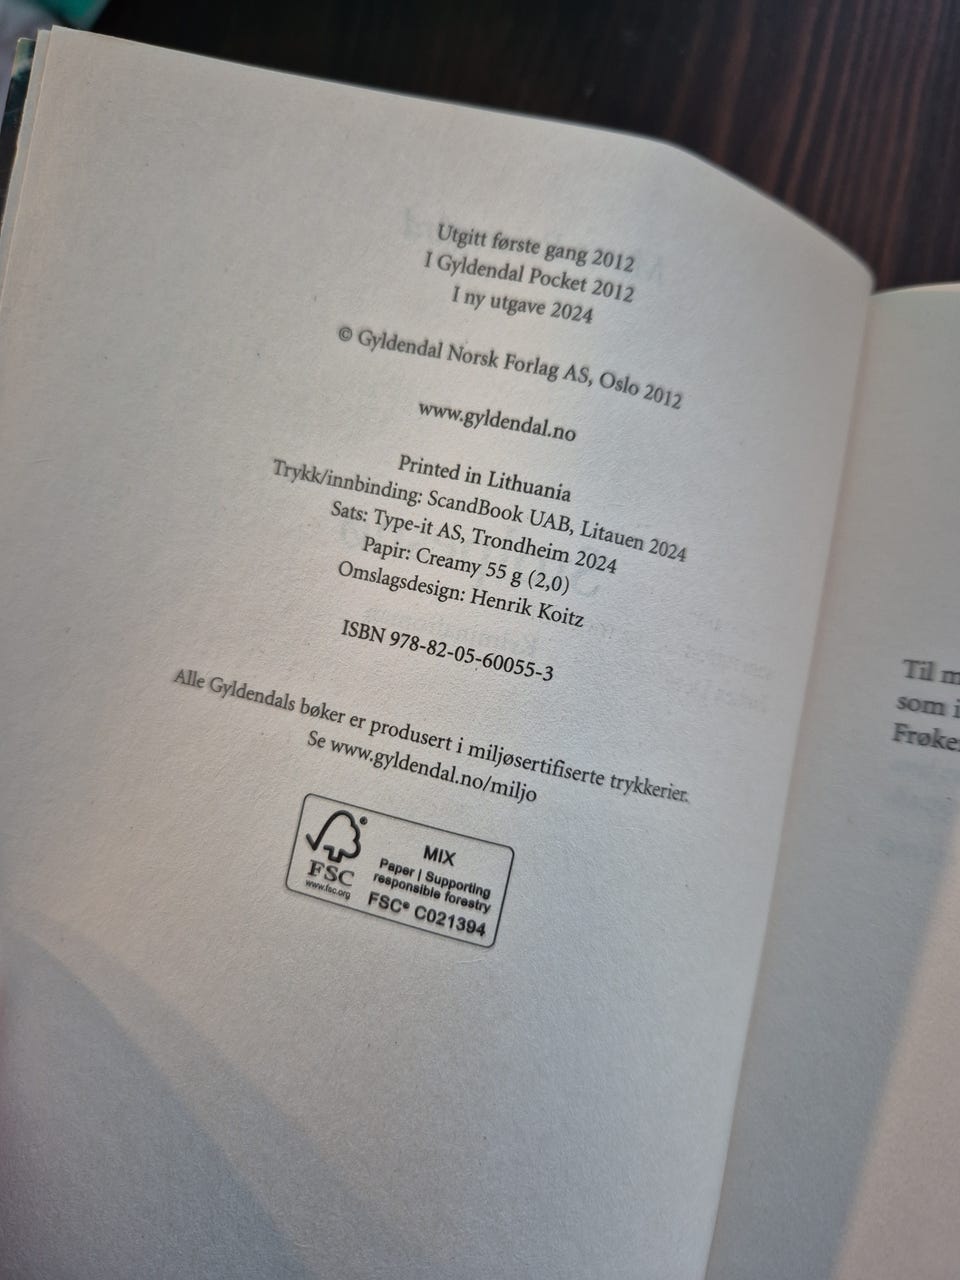 Utgitt første gang 2012
I Gyldendal Pocket 2012
I ny utgave 2024
© Gyldendal Norsk Forlag AS, Oslo 2012
www.gyldendal.no
Printed in Lithuania
Trykk/innbinding: ScandBook UAB, Litauen 2024
Sats: Type-it AS, Trondheim 2024
Papir: Creamy 55 g (2,0)
Omslagsdesign: Henrik Koitz
ISBN 978-82-05-60055-3
Alle Gyldendals bøker er produsert i miljøsertifiserte trykkerier.
Se www.gyldendal.no/miljo
FSC
www.fsc.org
MIX
Paper | Supporting
responsible forestry
FSC® C021394
Til
som